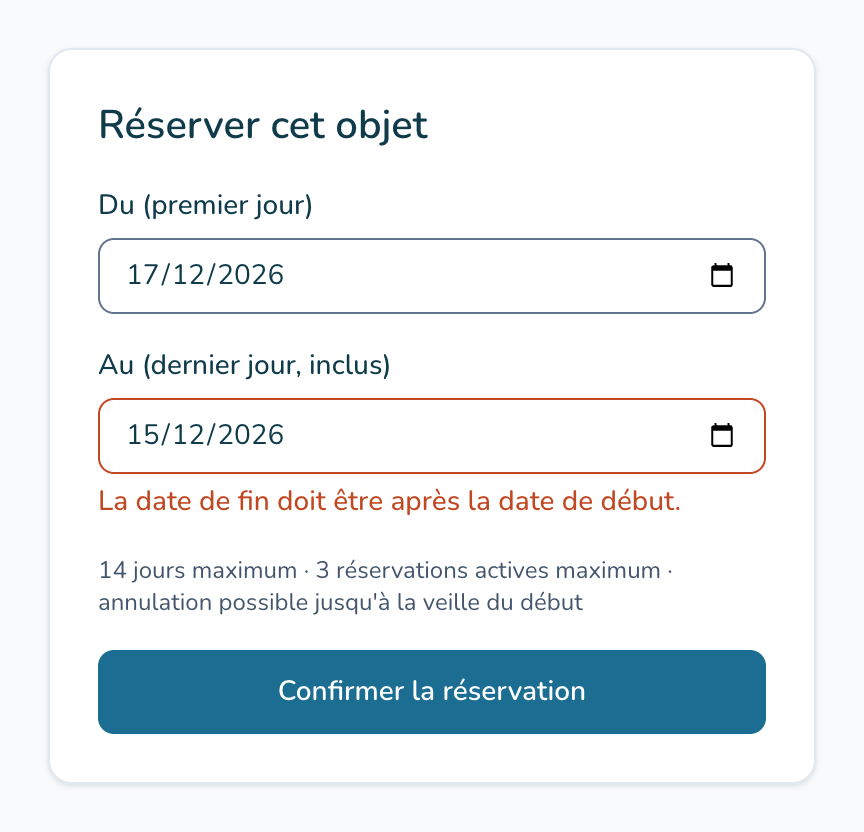 Réserver cet objet
Du (premier jour)
17/12/2026
Au (dernier jour, inclus)
15/12/2026
La date de fin doit être après la date de début.
14 jours maximum · 3 réservations actives maximum ·
annulation possible jusqu'à la veille du début
Confirmer la réservation